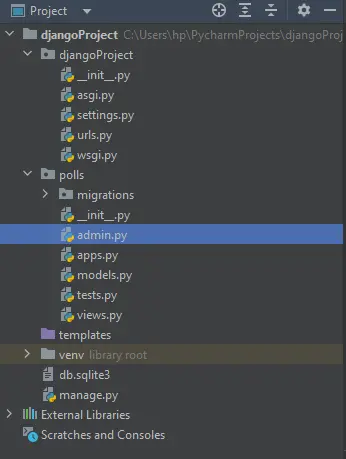 Project
djangoProject C:\Users\hp\PycharmProjects\djangoProj
djangoProject
__init__.py
asgi.py
settings.py
urls.py
wsgi.py
polls
migrations
__init__.py
admin.py
apps.py
models.py
tests.py
views.py
templates
venv library root
db.sqlite3
manage.py
External Libraries
Scratches and Consoles